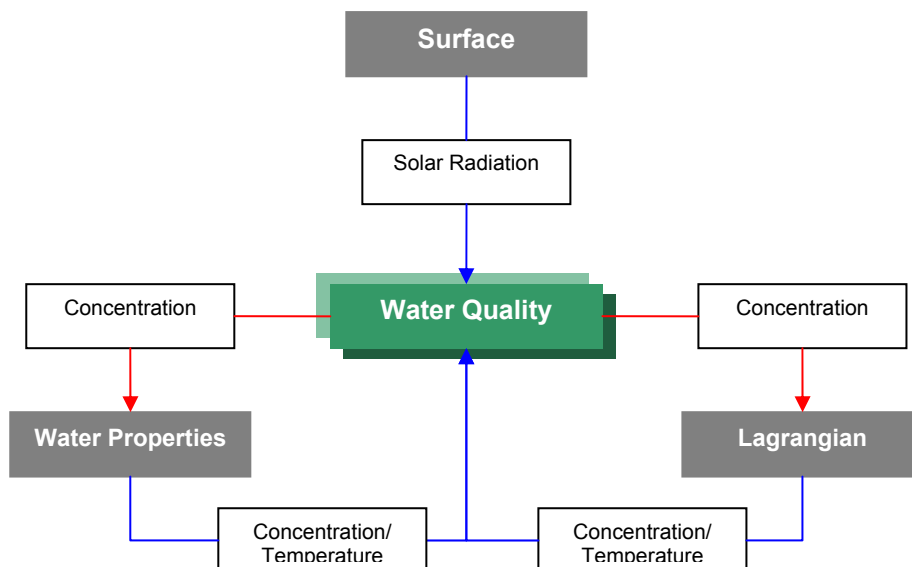 Surface
Solar Radiation
Concentration
Water Quality
Concentration
Water Properties
Lagrangian
Concentration/
Temperature
Concentration/
Temperature